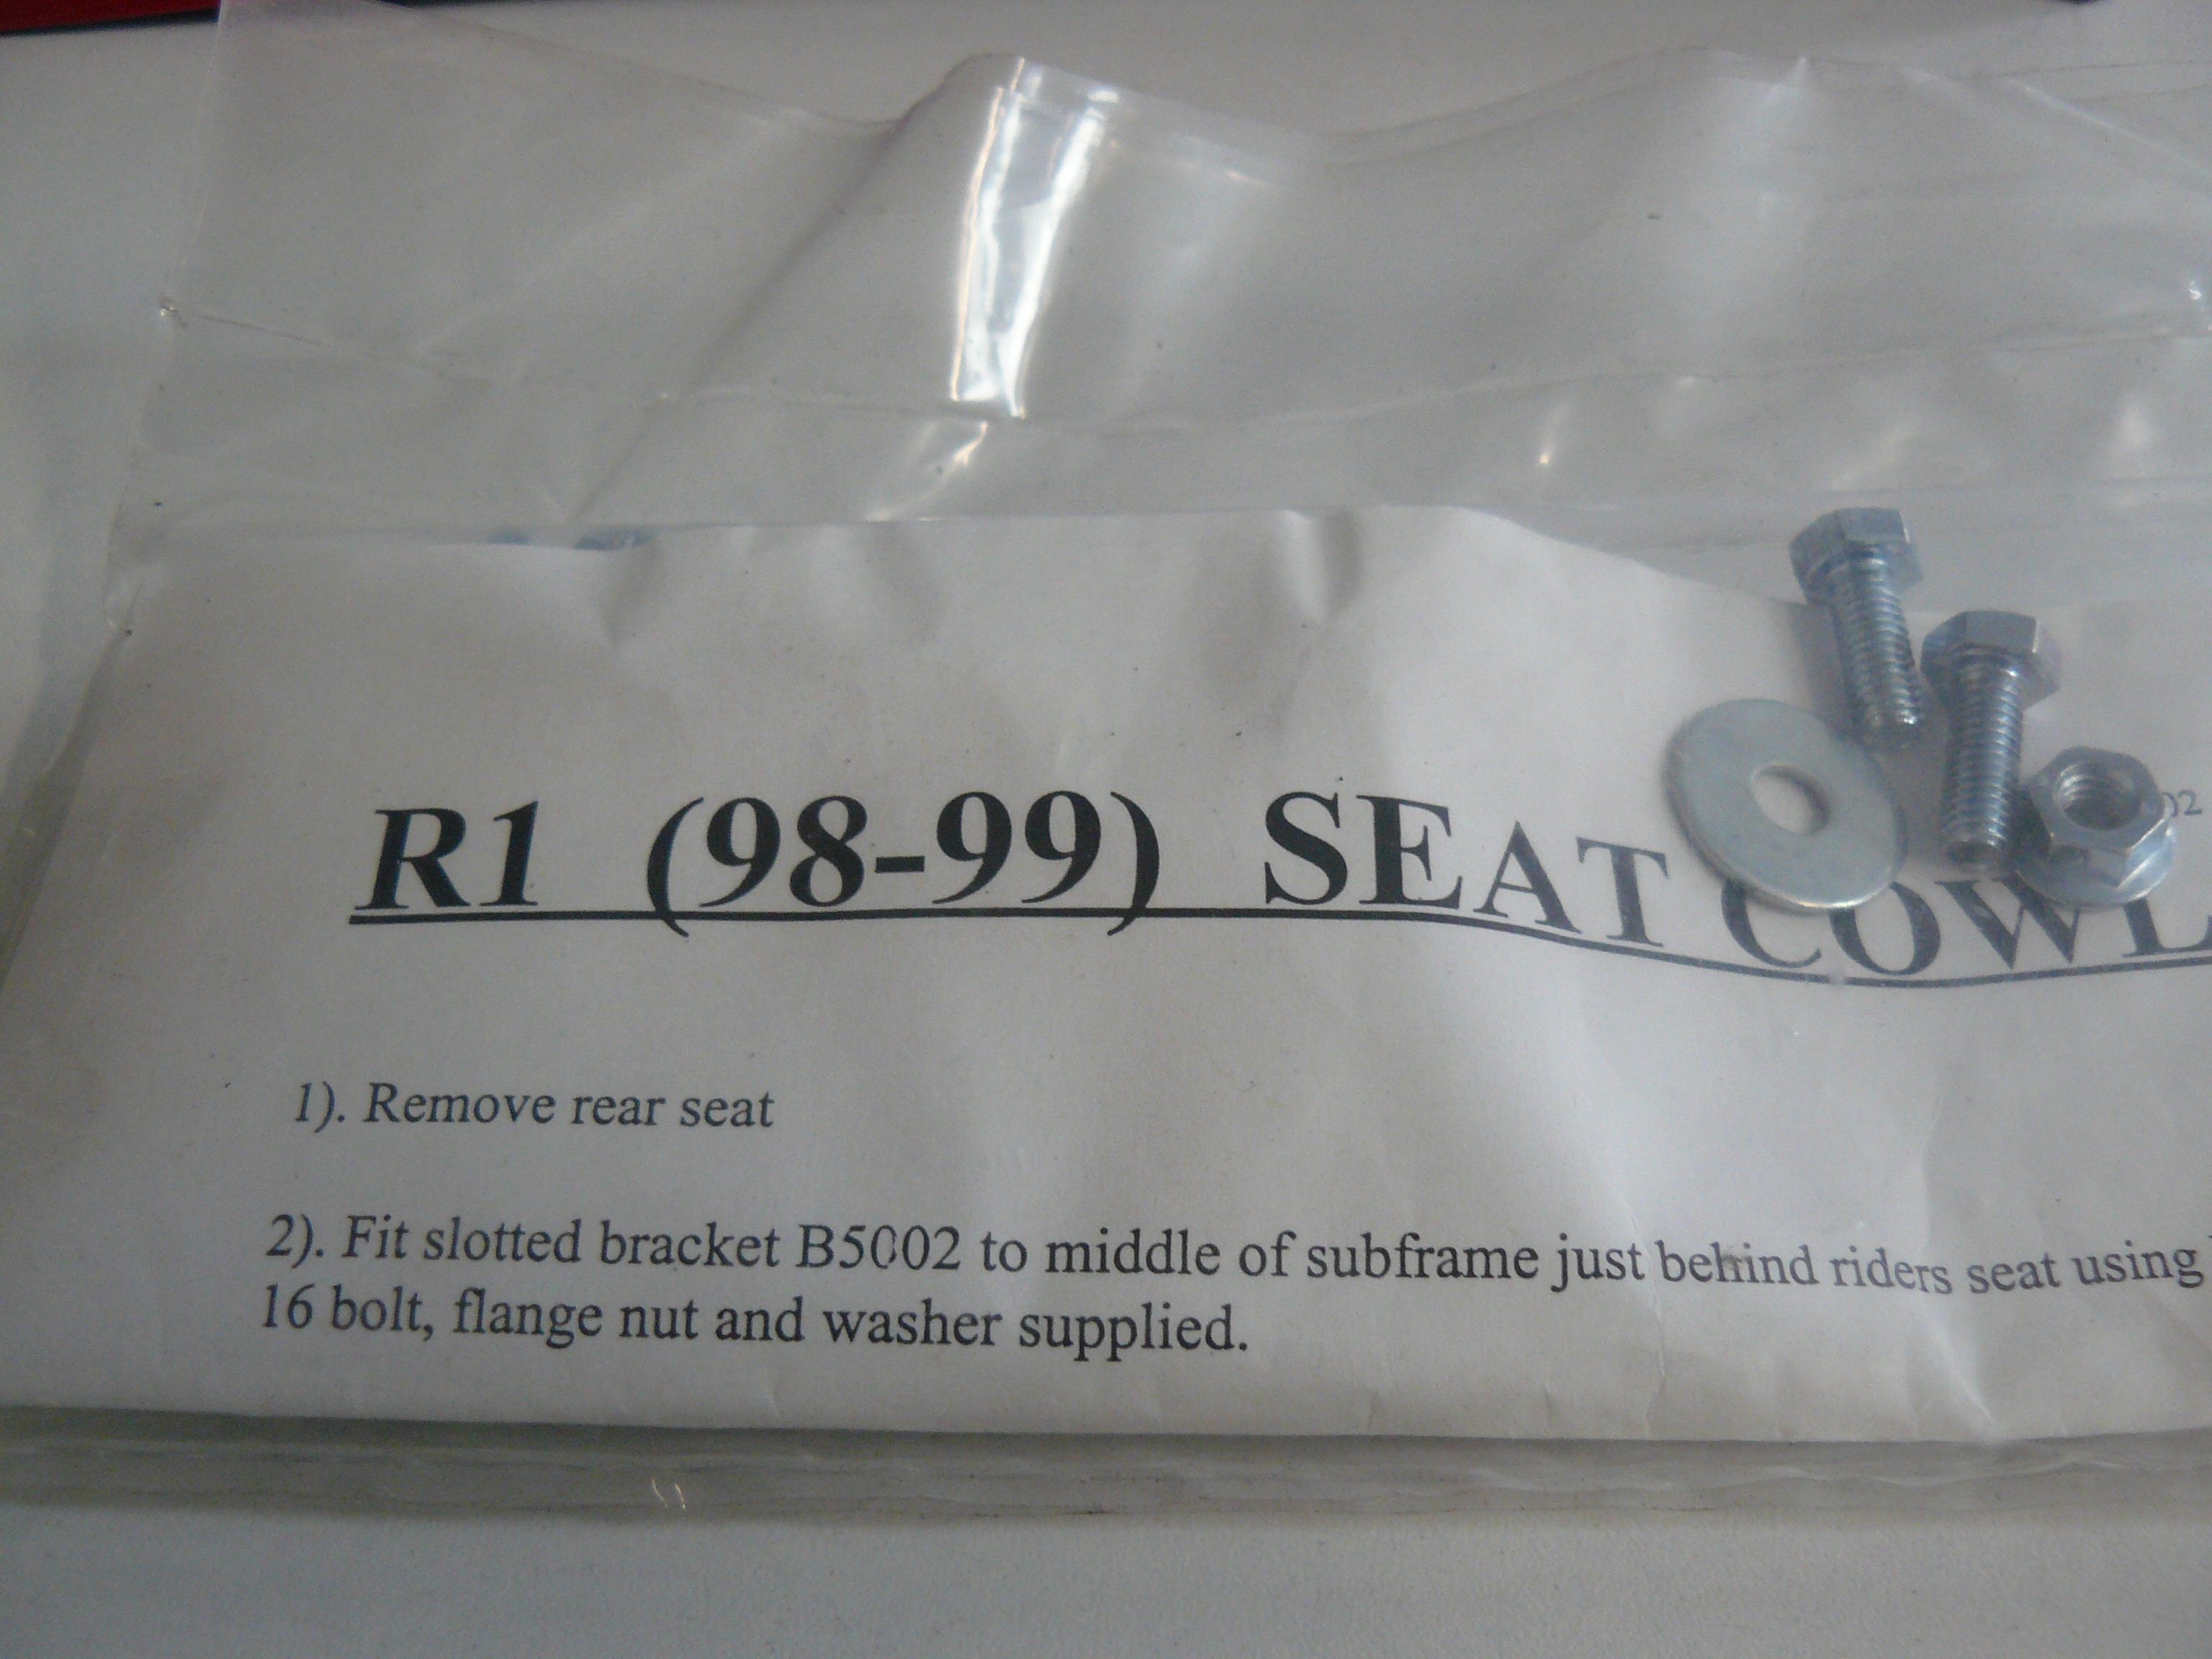 R1 (98-99) SEAT COWL
1). Remove rear seat
2). Fit slotted bracket B5002 to middle of subframe just behind riders seat using
16 bolt, flange nut and washer supplied.